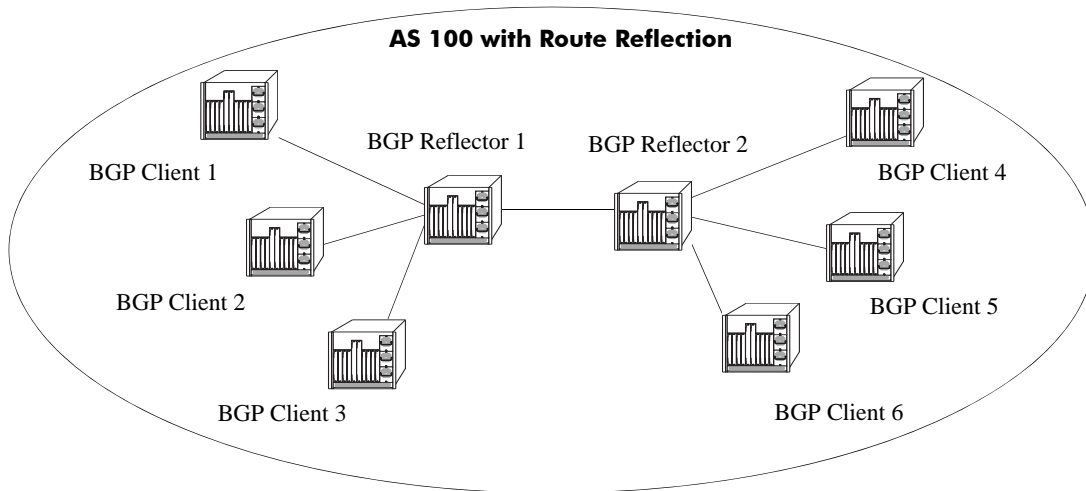 AS 100 with Route Reflection
BGP Client 1
BGP Reflector 1
BGP Reflector 2
BGP Client 4
BGP Client 2
BGP Client 5
BGP Client 3
BGP Client 6